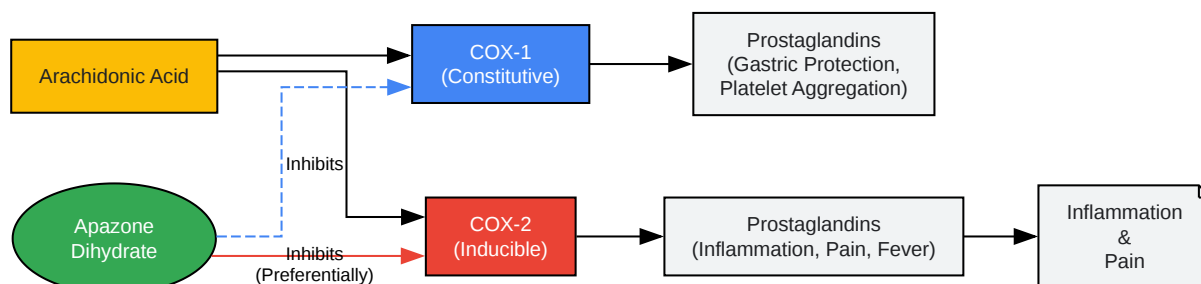 Arachidonic Acid
COX-1
(Constitutive)
Prostaglandins
(Gastric Protection,
Platelet Aggregation)
Inhibits
Apazone
Dihydrate
Inhibits
(Preferentially)
COX-2
(Inducible)
Prostaglandins
(Inflammation, Pain, Fever)
Inflammation
&
Pain